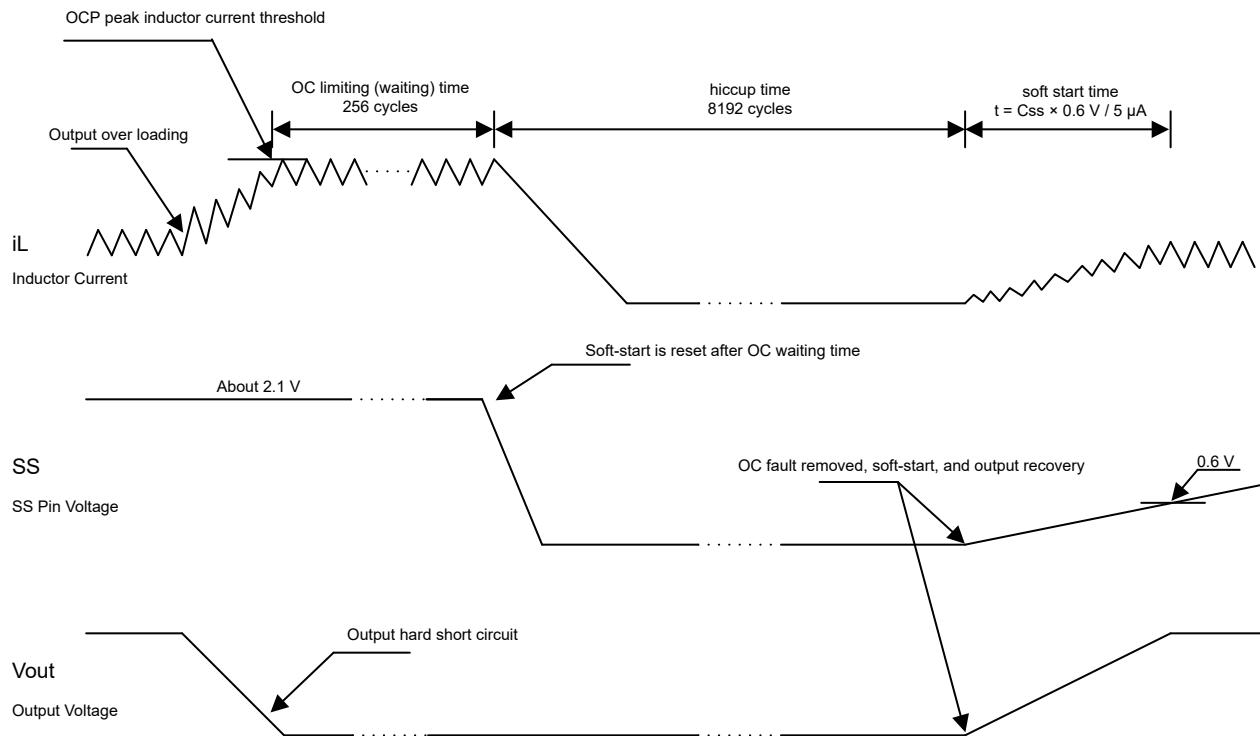 OCP peak inductor current threshold
OC limiting (waiting) time
256 cycles
hiccup time
8192 cycles
soft start time
t = Css × 0.6 V / 5 µA
Output over loading
iL
Inductor Current
Soft-start is reset after OC waiting time
About 2.1 V
SS
SS Pin Voltage
OC fault removed, soft-start, and output recovery
0.6 V
Output hard short circuit
Vout
Output Voltage